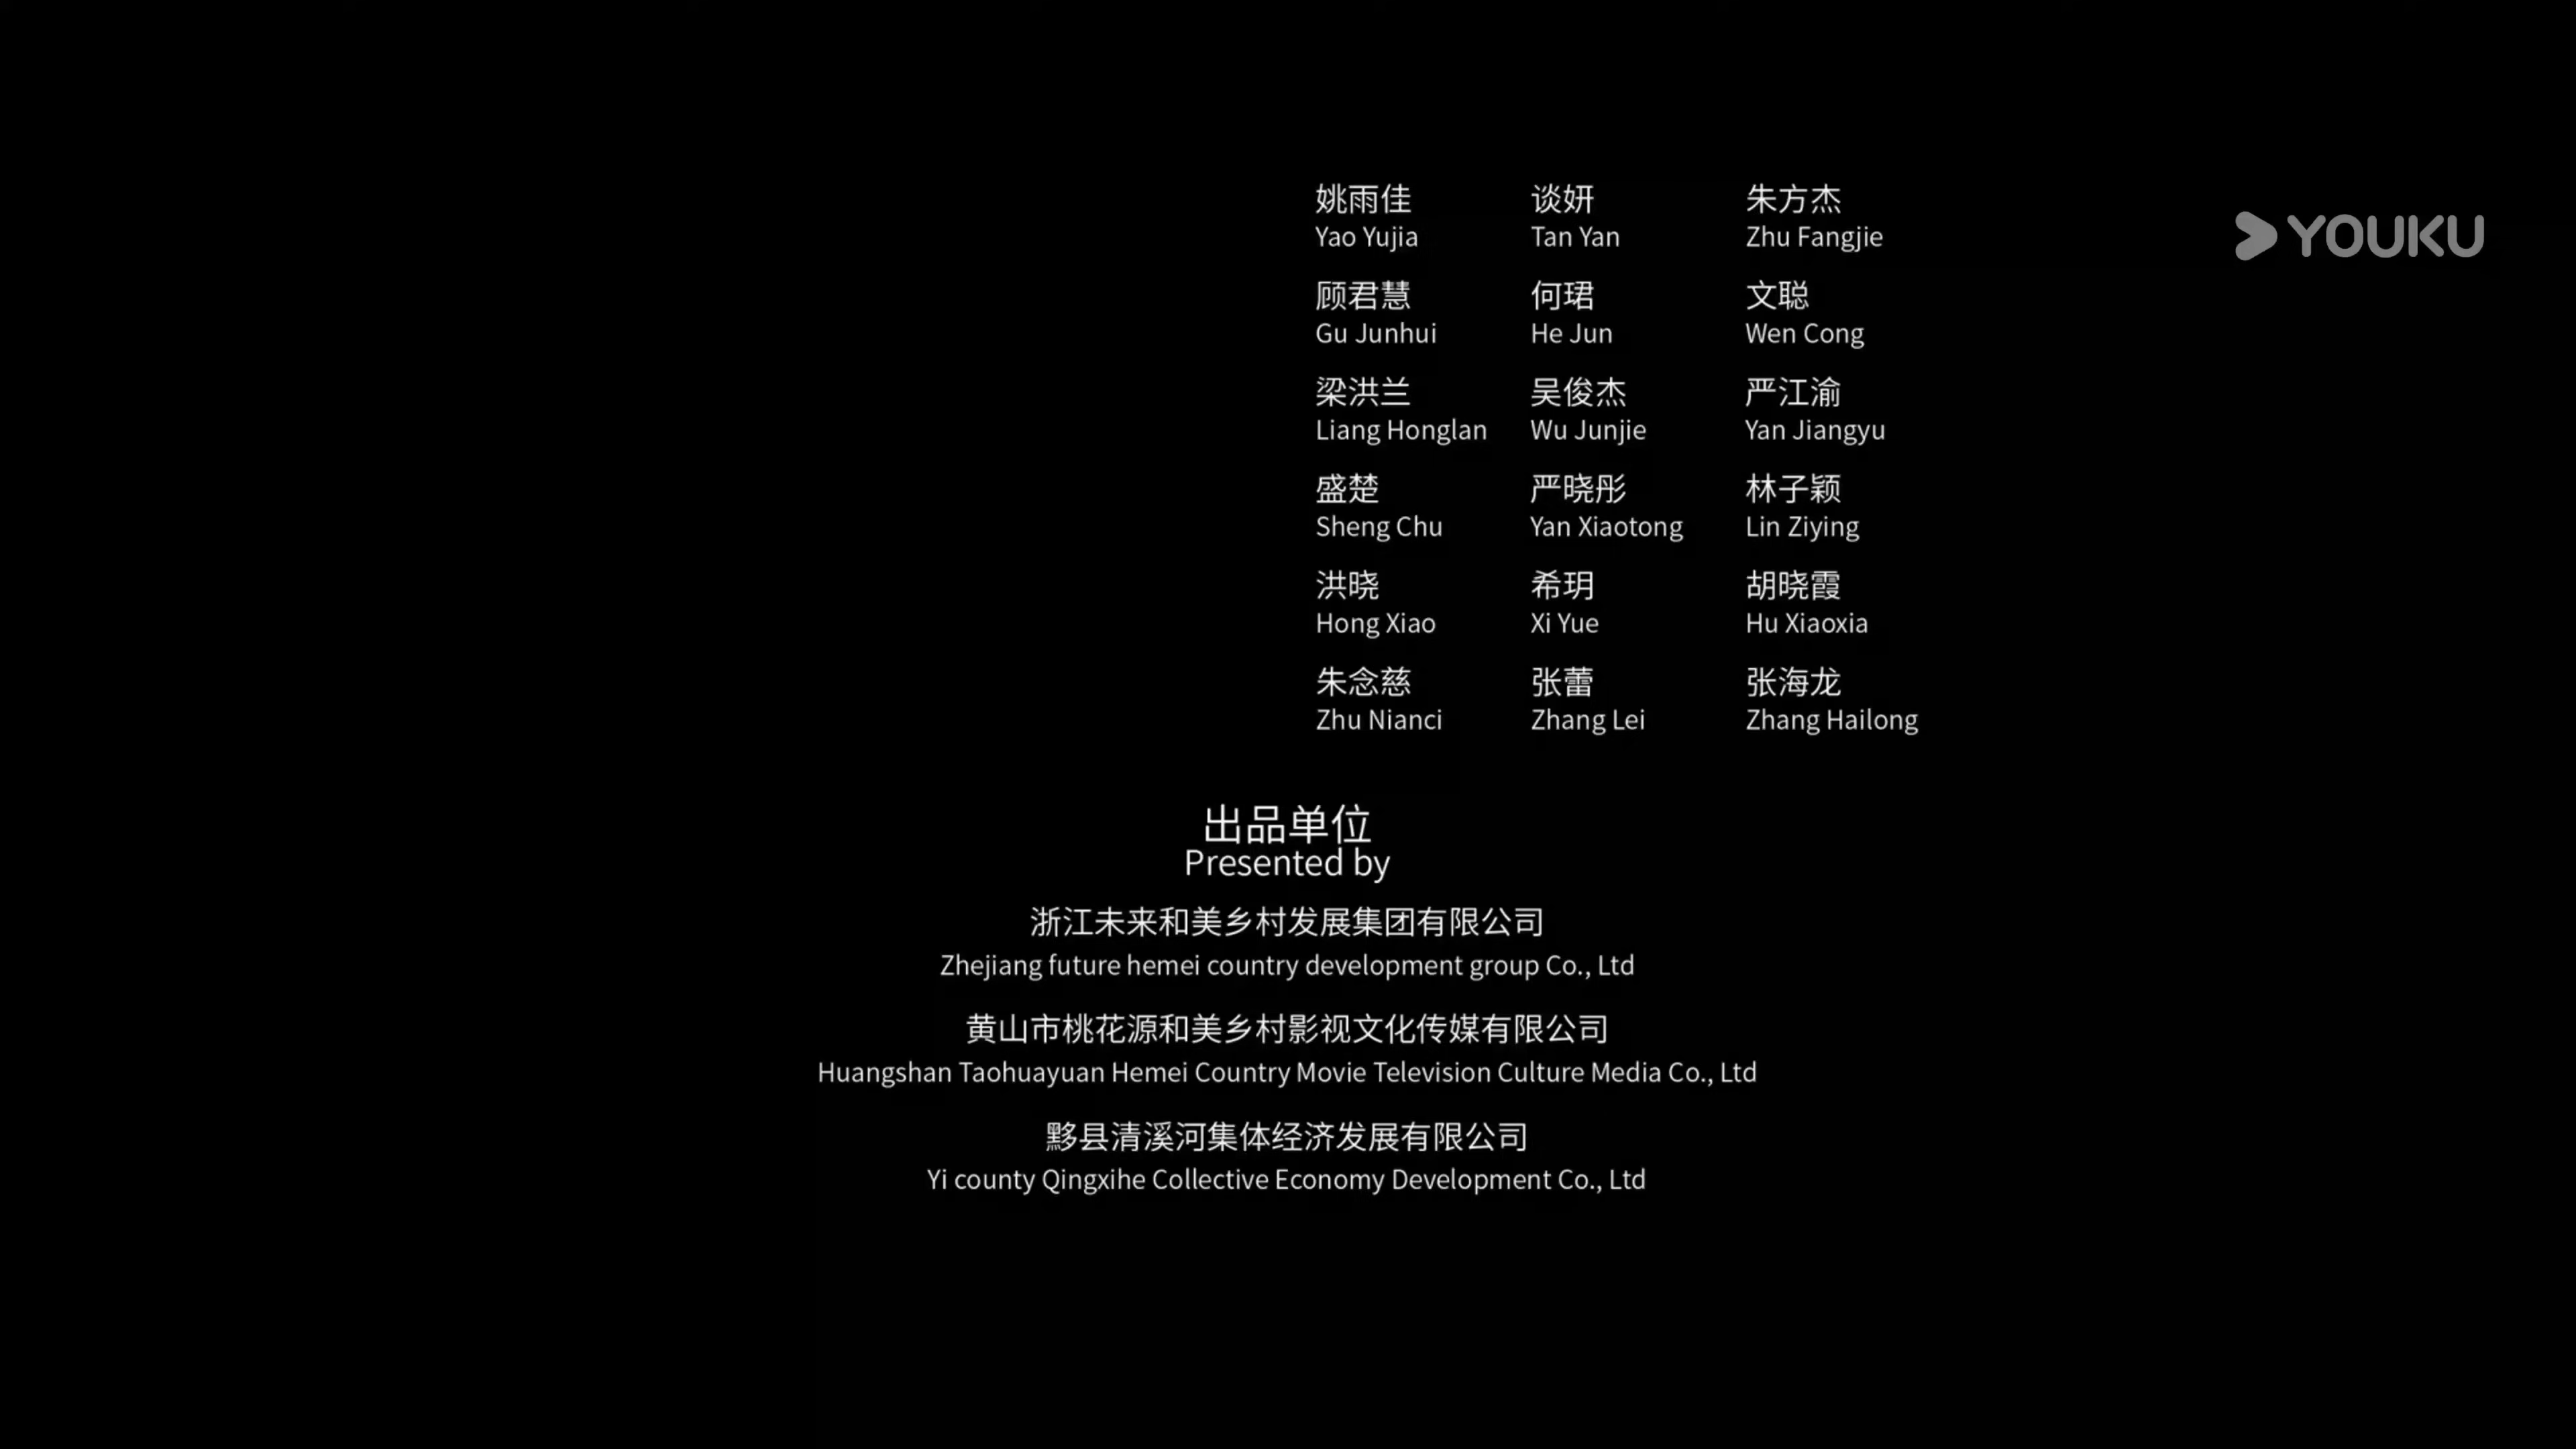 姚雨佳 谈妍 朱方杰
Yao Yujia Tan Yan Zhu Fangjie
YOUKU
顾君慧 何珺 文聪
Gu Junhui He Jun Wen Cong
梁洪兰 吴俊杰 严江渝
Liang Honglan Wu Junjie Yan Jiangyu
盛楚 严晓彤 林子颖
Sheng Chu Yan Xiaotong Lin Ziying
洪晓 希玥 胡晓霞
Hong Xiao Xi Yue Hu Xiaoxia
朱念慈 张蕾 张海龙
Zhu Nianci Zhang Lei Zhang Hailong
出品单位
Presented by
浙江未来和美乡村发展集团有限公司
Zhejiang future hemei country development group Co., Ltd
黄山市桃花源和美乡村影视文化传媒有限公司
Huangshan Taohuayuan Hemei Country Movie Television Culture Media Co., Ltd
黟县清溪河集体经济发展有限公司
Yi county Qingxihe Collective Economy Development Co., Ltd